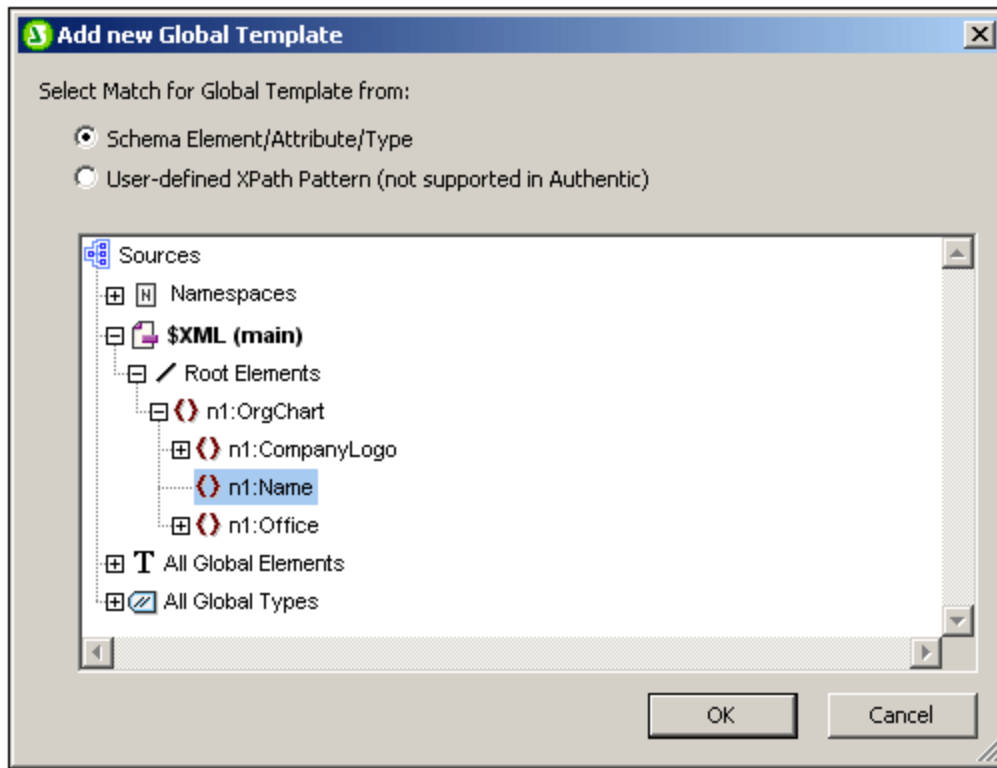 Add new Global Template
Select Match for Global Template from:
Schema Element/Attribute/Type
User-defined XPath Pattern (not supported in Authentic)
Sources
N Namespaces
$XML (main)
Root Elements
n1:OrgChart
n1:CompanyLogo
n1:Name
n1:Office
T All Global Elements
All Global Types
OK Cancel